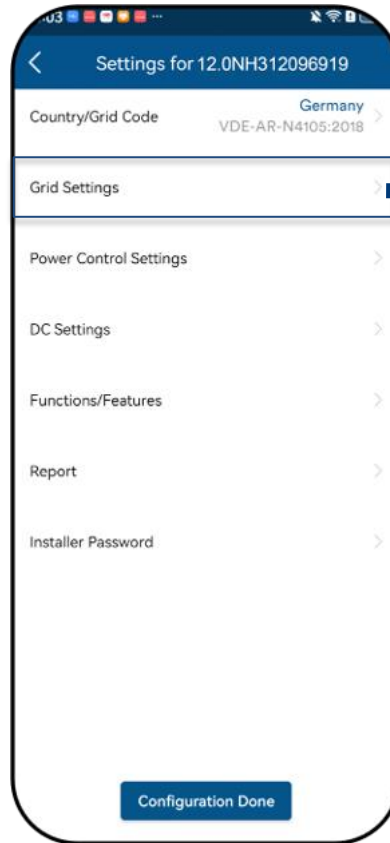 :03
Settings for 12.0NH312096919
Country/Grid Code
Germany
VDE-AR-N4105:2018
Grid Settings
Power Control Settings
DC Settings
Functions/Features
Report
Installer Password
Configuration Done